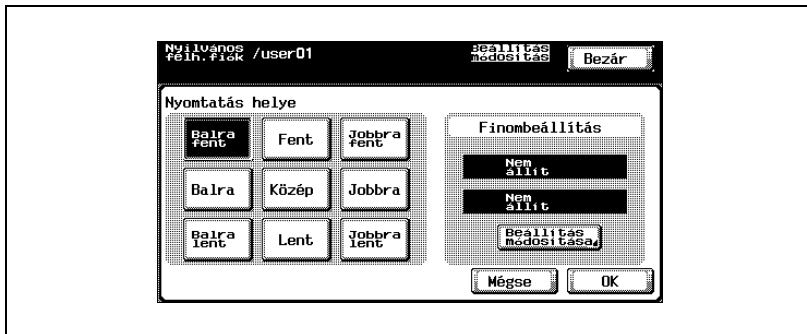 Nyilvános
félh.fiók /user01
Beállítás
módosítás
Bezár
Nyomtatás helye
Balra
fent
Fent
Jobbra
fent
Balra
Közép
Jobbra
Balra
lent
Lent
Jobbra
lent
Finombeállítás
Nem
állít
Nem
állít
Beállítás
módosítása
Mégse
OK